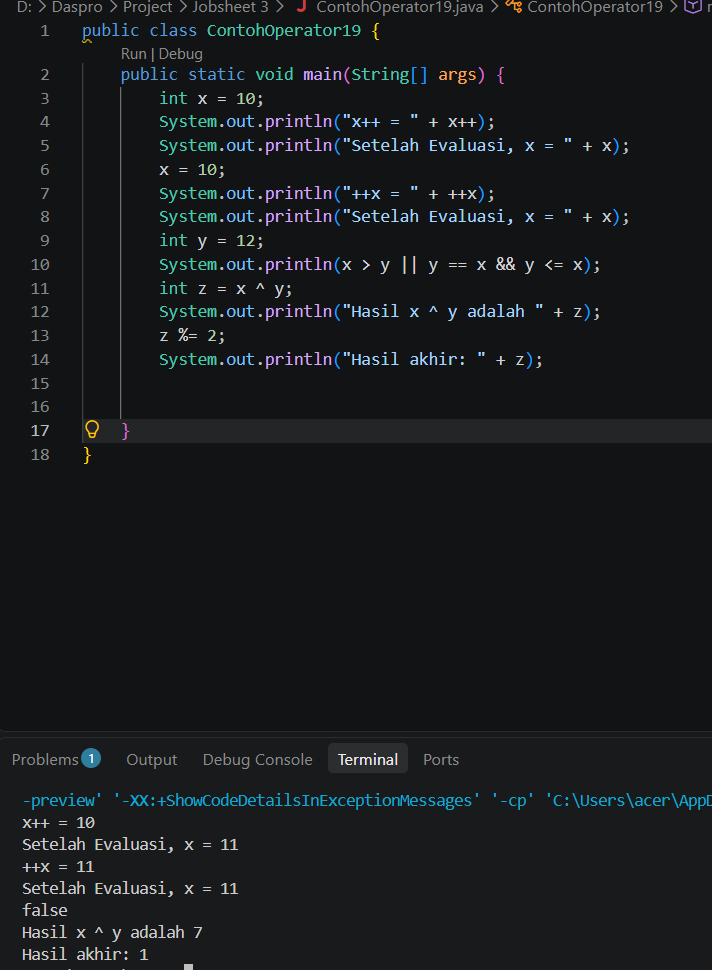 D: > Daspro > Project > Jobsheet 3 > J ContohOperator19.java > ContohOperator19 >
1 public class ContohOperator19 {
Run | Debug
2 public static void main(String[] args) {
3 int x = 10;
4 System.out.println("x++ = " + x++);
5 System.out.println("Setelah Evaluasi, x = " + x);
6 x = 10;
7 System.out.println("++x = " + ++x);
8 System.out.println("Setelah Evaluasi, x = " + x);
9 int y = 12;
10 System.out.println(x > y || y == x && y <= x);
11 int z = x ^ y;
12 System.out.println("Hasil x ^ y adalah " + z);
13 z %= 2;
14 System.out.println("Hasil akhir: " + z);
15
16
17 }
18 }
Problems 1 Output Debug Console Terminal Ports
-preview' '-XX:+ShowCodeDetailsInExceptionMessages' '-cp' 'C:\Users\acer\AppD
x++ = 10
Setelah Evaluasi, x = 11
++x = 11
Setelah Evaluasi, x = 11
false
Hasil x ^ y adalah 7
Hasil akhir: 1